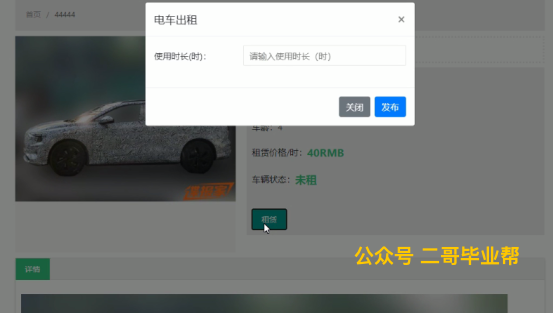 首页 / 44444
电车出租 ×
使用时长(时)： 请输入使用时长（时）
关闭 发布
车龄：4
租赁价格/时：40RMB
车辆状态：未租
租赁
公众号 二哥毕业帮
详细